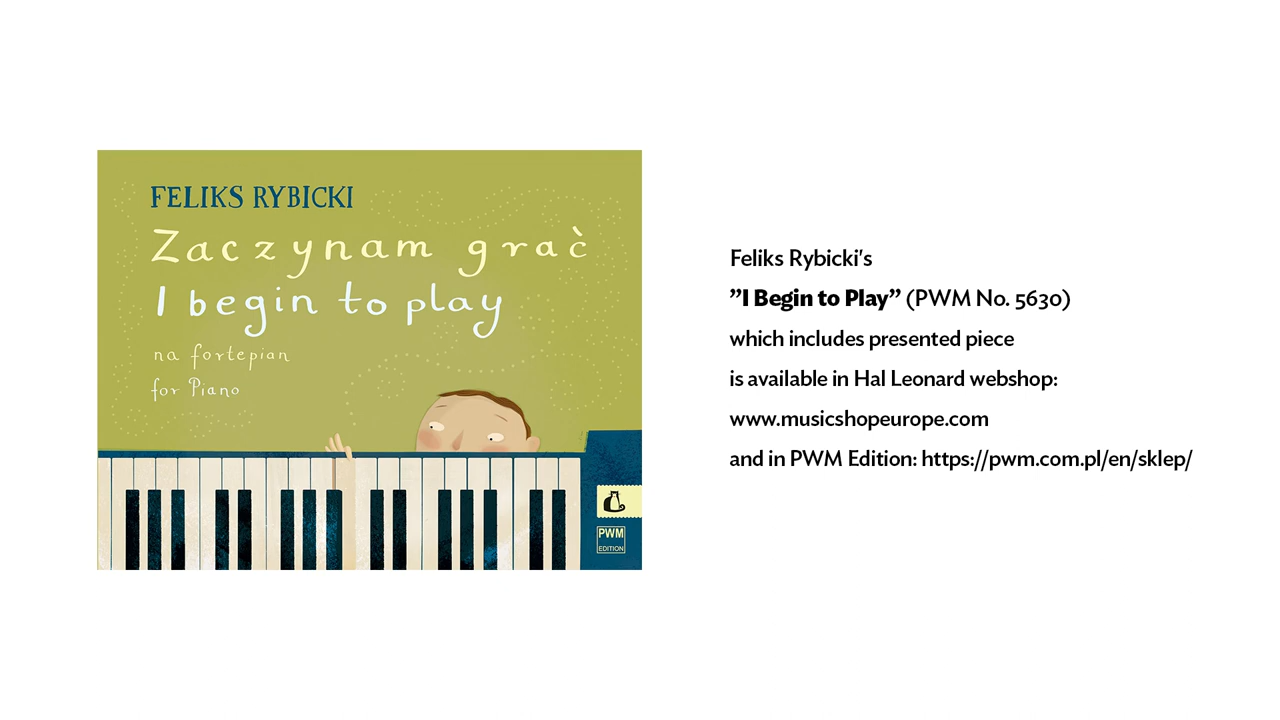 FELIKS RYBICKI
Zaczynam grać
I begin to play
na fortepian
for Piano
PWM
EDITION
Feliks Rybicki's
”I Begin to Play” (PWM No. 5630)
which includes presented piece
is available in Hal Leonard webshop:
www.musicshopeurope.com
and in PWM Edition: https://pwm.com.pl/en/sklep/